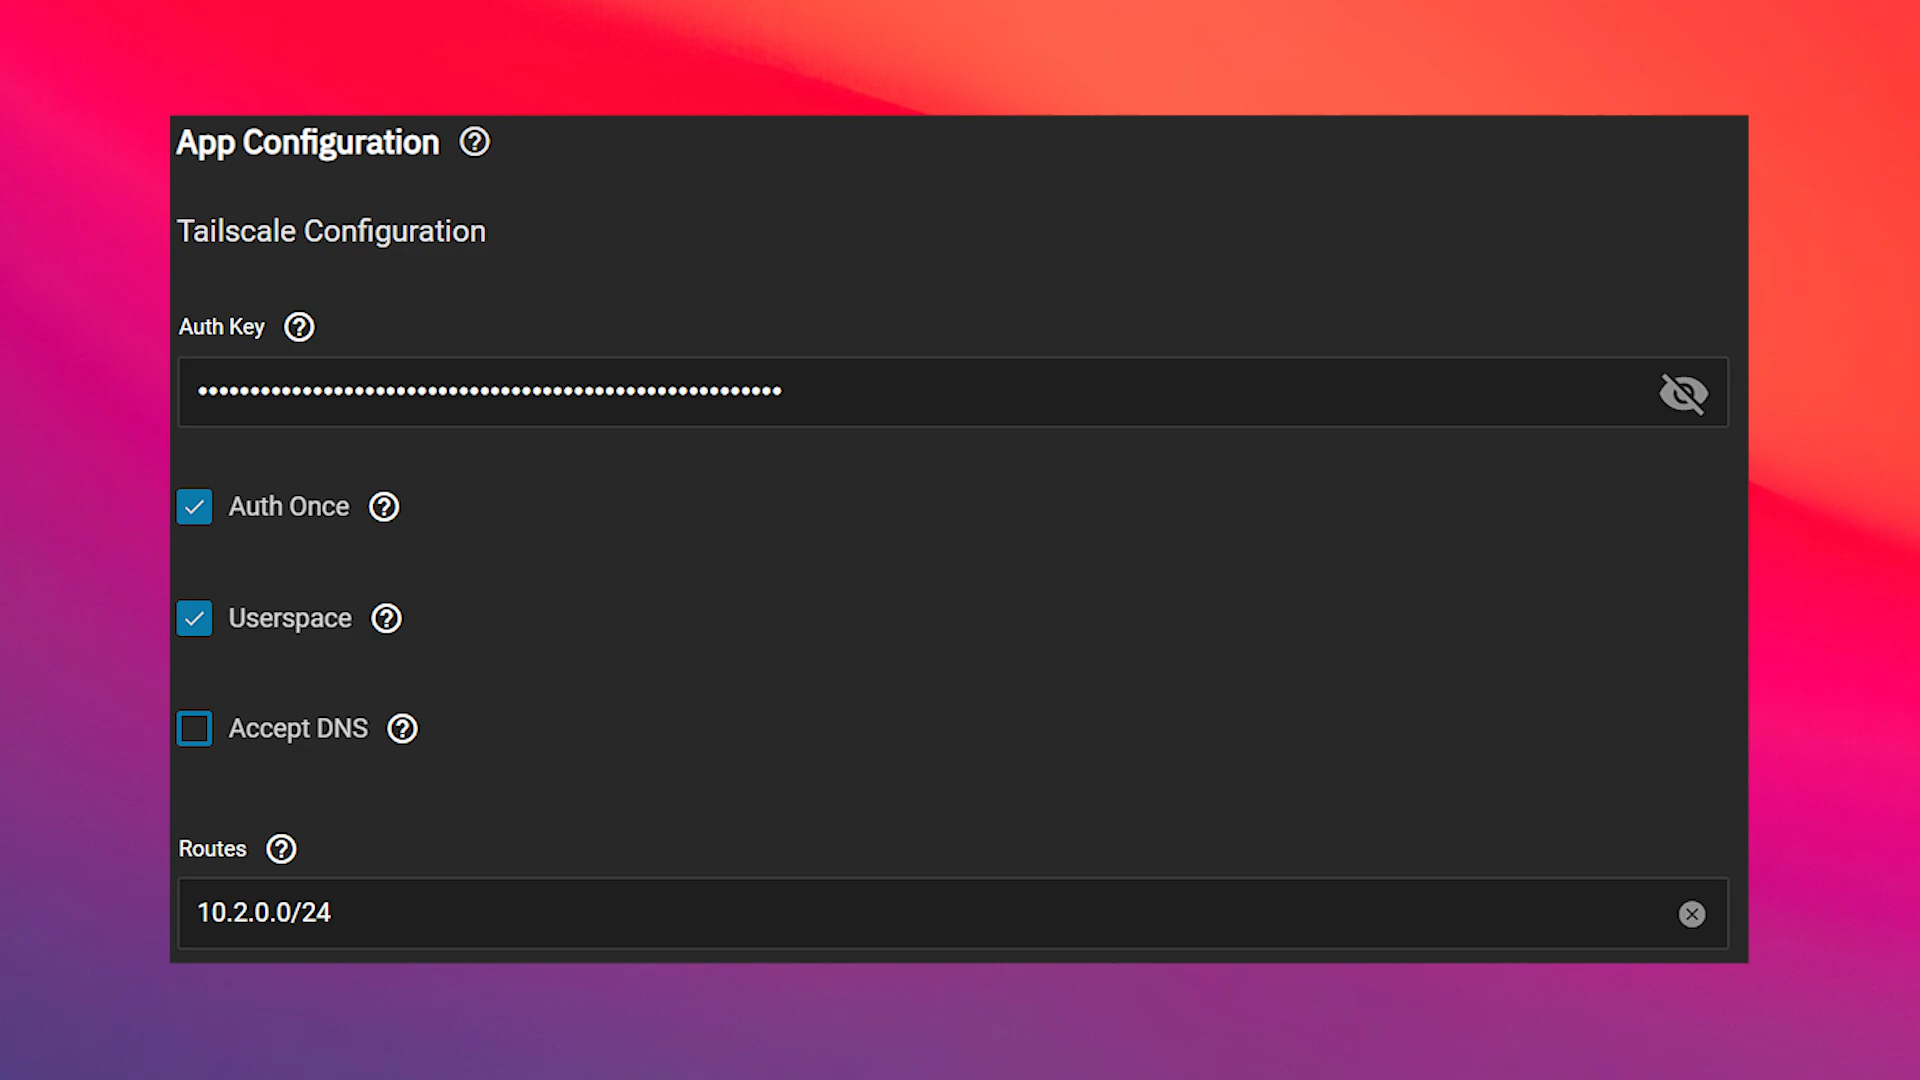 App Configuration
Tailscale Configuration
Auth Key
••••••••••••••••••••••••••••••••••••••••••••••••••••••••
Auth Once
Userspace
Accept DNS
Routes
10.2.0.0/24